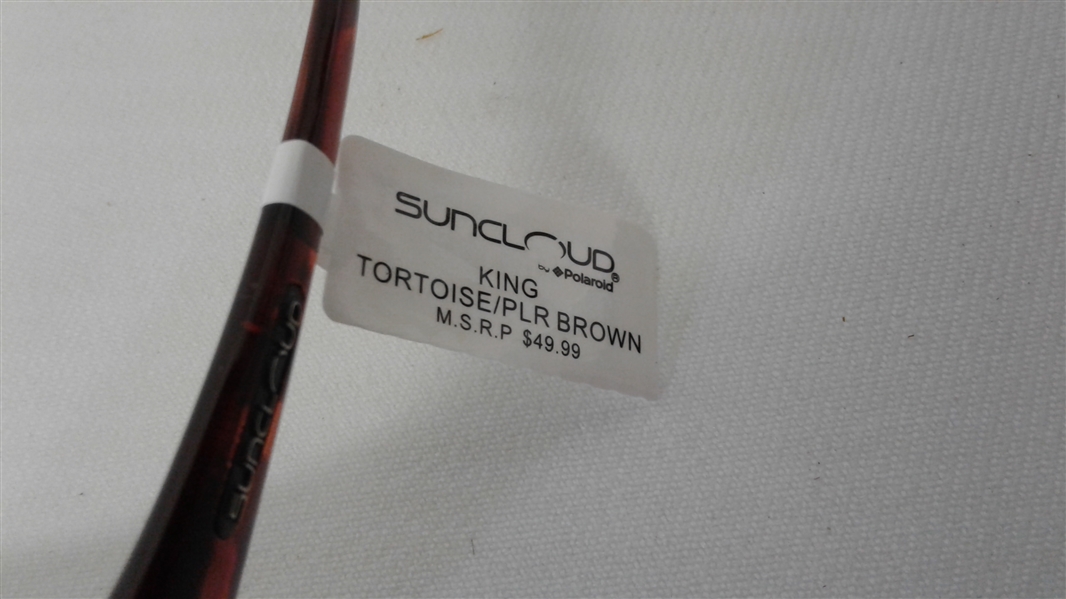 SUNCLOUD®
by Polaroid
KING
TORTOISE/PLR BROWN
M.S.R.P $49.99
SUNCLOUD